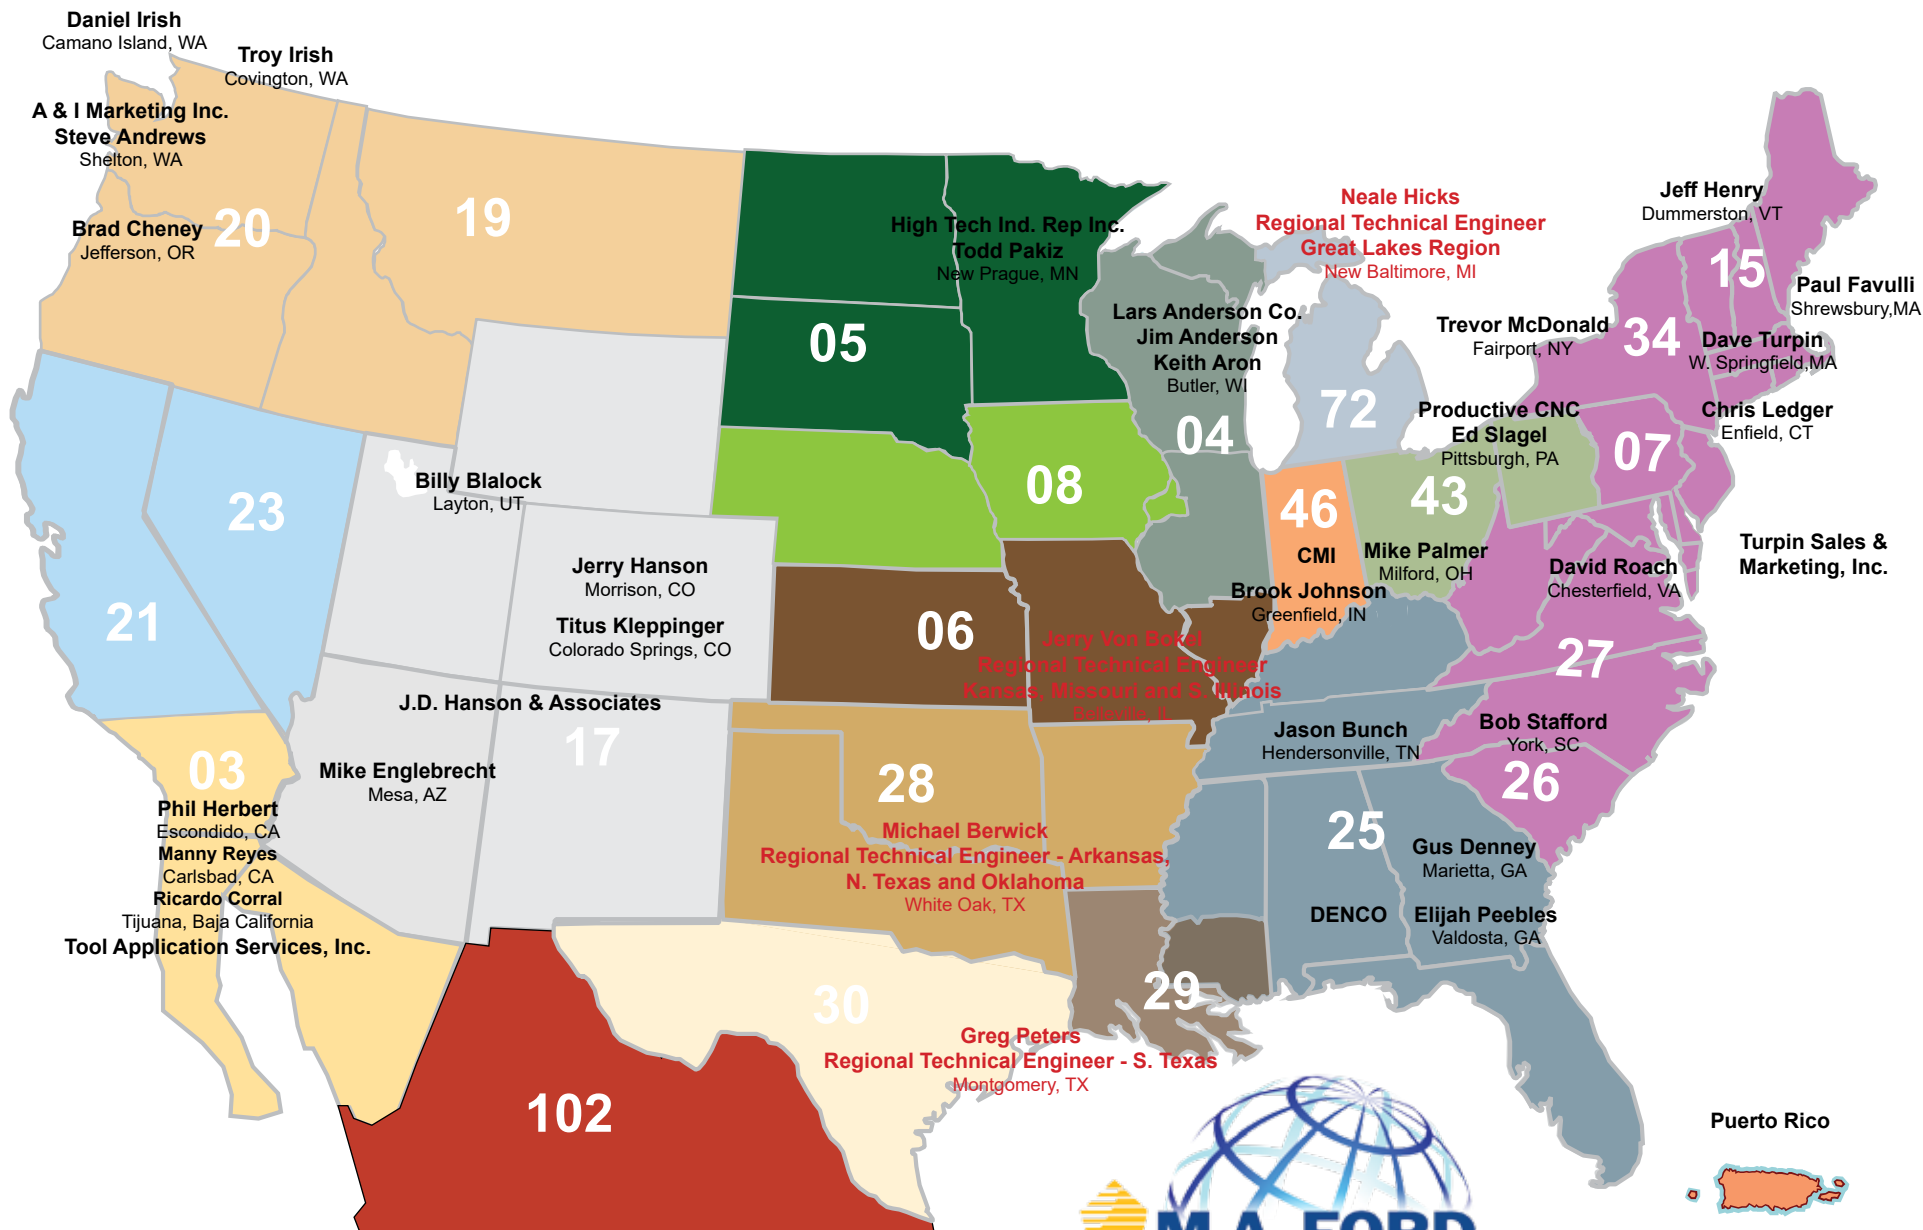 Daniel Irish
Camano Island, WA
Troy Irish
Covington, WA
A & I Marketing Inc.
Steve Andrews
Shelton, WA
Brad Cheney
Jefferson, OR
20
19
High Tech Ind. Rep Inc.
Todd Pakiz
New Prague, MN
05
Neale Hicks
Regional Technical Engineer
Great Lakes Region
New Baltimore, MI
Lars Anderson Co.
Jim Anderson
Keith Aron
Butler, WI
04
72
Jeff Henry
Dummerston, VT
15
Paul Favulli
Shrewsbury,MA
Trevor McDonald
Fairport, NY
34
Dave Turpin
W. Springfield,MA
Chris Ledger
Enfield, CT
Productive CNC
Ed Slagel
Pittsburgh, PA
07
43
Mike Palmer
Milford, OH
46
CMI
Brook Johnson
Greenfield, IN
Turpin Sales &
Marketing, Inc.
David Roach
Chesterfield, VA
27
Bob Stafford
York, SC
26
Billy Blalock
Layton, UT
23
21
08
Jerry Hanson
Morrison, CO
Titus Kleppinger
Colorado Springs, CO
J.D. Hanson & Associates
17
Mike Englebrecht
Mesa, AZ
06
Jerry Von Bokel
Regional Technical Engineer
Kansas, Missouri and S. Illinois
Belleville, IL
03
Phil Herbert
Escondido, CA
Manny Reyes
Carlsbad, CA
Ricardo Corral
Tijuana, Baja California
Tool Application Services, Inc.
28
Michael Berwick
Regional Technical Engineer - Arkansas,
N. Texas and Oklahoma
White Oak, TX
Jason Bunch
Hendersonville, TN
25
Gus Denney
Marietta, GA
DENCO
Elijah Peebles
Valdosta, GA
29
30
Greg Peters
Regional Technical Engineer - S. Texas
Montgomery, TX
102
Puerto Rico
M.A. FORD